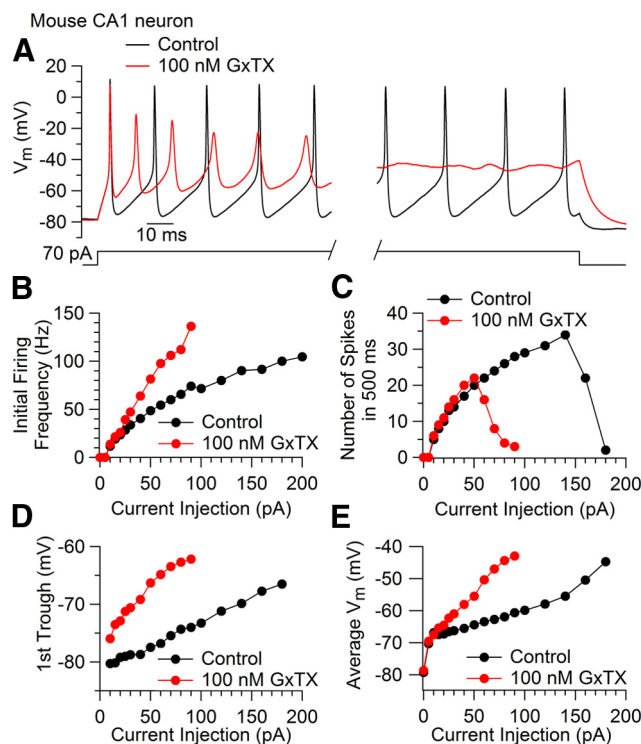 Mouse CA1 neuron
A
Control
100 nM GxTX
20
0
-20
-40
-60
-80
Vm (mV)
10 ms
70 pA
B
150
100
50
0
Initial Firing
Frequency (Hz)
Control
100 nM GxTX
0 50 100 150 200
Current Injection (pA)
C
Control
100 nM GxTX
40
30
20
10
0
Number of Spikes
in 500 ms
0 50 100 150 200
Current Injection (pA)
D
-60
-70
-80
1st Trough (mV)
Control
100 nM GxTX
0 50 100 150 200
Current Injection (pA)
E
-40
-50
-60
-70
-80
Average Vm (mV)
Control
100 nM GxTX
0 50 100 150 200
Current Injection (pA)